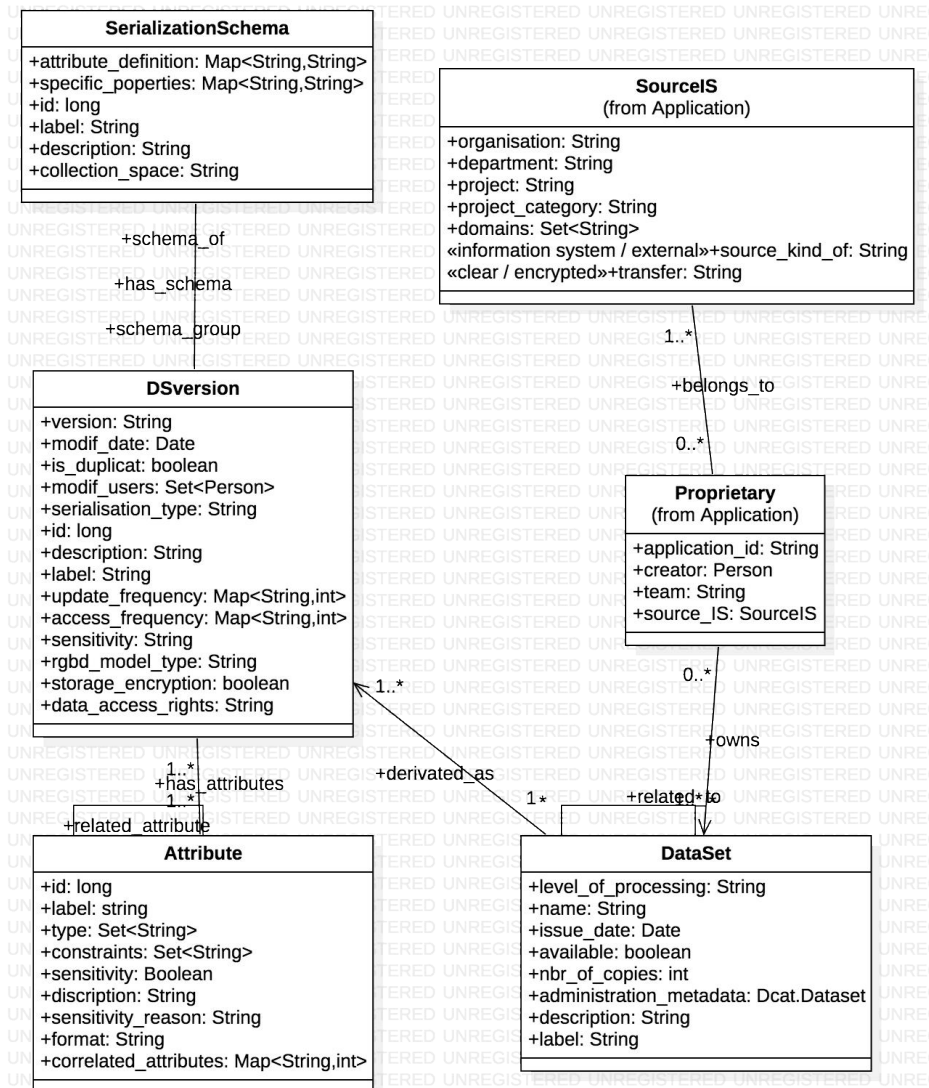 SerializationSchema
+attribute_definition: Map<String,String>
+specific_poperties: Map<String,String>
+id: long
+label: String
+description: String
+collection_space: String
SourceIS
(from Application)
+organisation: String
+department: String
+project: String
+project_category: String
+domains: Set<String>
«information system / external»+source_kind_of: String
«clear / encrypted»+transfer: String
+schema_of
+has_schema
+schema_group
1..*
+belongs_to
0..*
DSversion
+version: String
+modif_date: Date
+is_duplicat: boolean
+modif_users: Set<Person>
+serialisation_type: String
+id: long
+description: String
+label: String
+update_frequency: Map<String,int>
+access_frequency: Map<String,int>
+sensitivity: String
+rgbd_model_type: String
+storage_encryption: boolean
+data_access_rights: String
Proprietary
(from Application)
+application_id: String
+creator: Person
+team: String
+source_IS: SourceIS
0..*
+owns
1..*
+derivated_as
1
*
+related_to
1..*
*
1..*
+has_attributes
1..*
+related_attribute
Attribute
+id: long
+label: string
+type: Set<String>
+constraints: Set<String>
+sensitivity: Boolean
+discription: String
+sensitivity_reason: String
+format: String
+correlated_attributes: Map<String,int>
DataSet
+level_of_processing: String
+name: String
+issue_date: Date
+available: boolean
+nbr_of_copies: int
+administration_metadata: Dcat.Dataset
+description: String
+label: String
UNREGISTERED